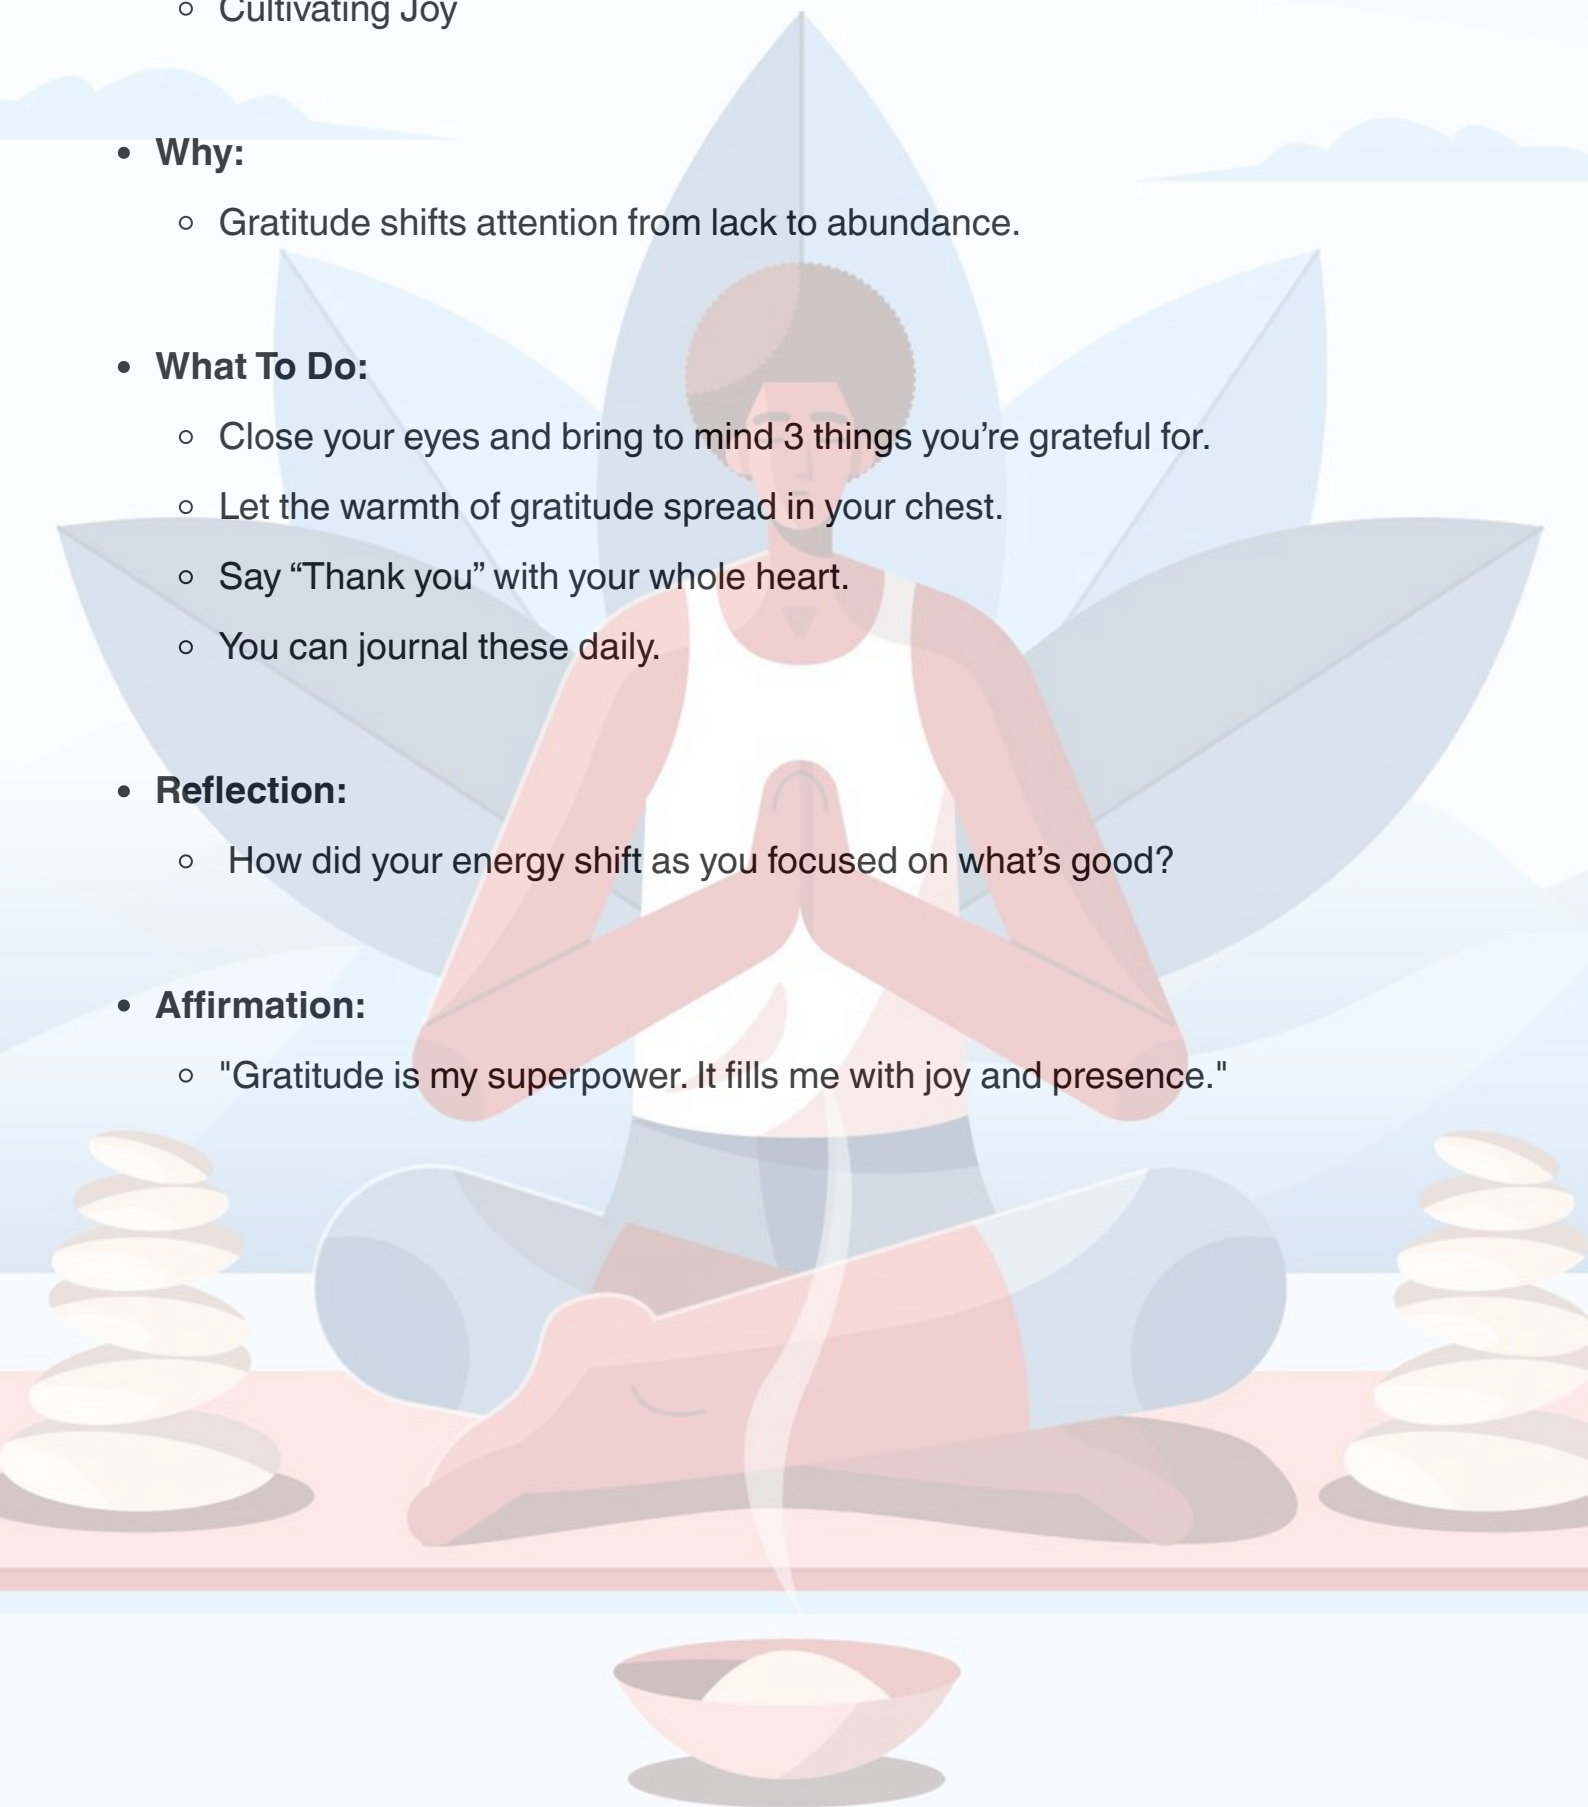 Cultivating Joy
Why:
Gratitude shifts attention from lack to abundance.
What To Do:
Close your eyes and bring to mind 3 things you’re grateful for.
Let the warmth of gratitude spread in your chest.
Say “Thank you” with your whole heart.
You can journal these daily.
Reflection:
How did your energy shift as you focused on what’s good?
Affirmation:
"Gratitude is my superpower. It fills me with joy and presence."